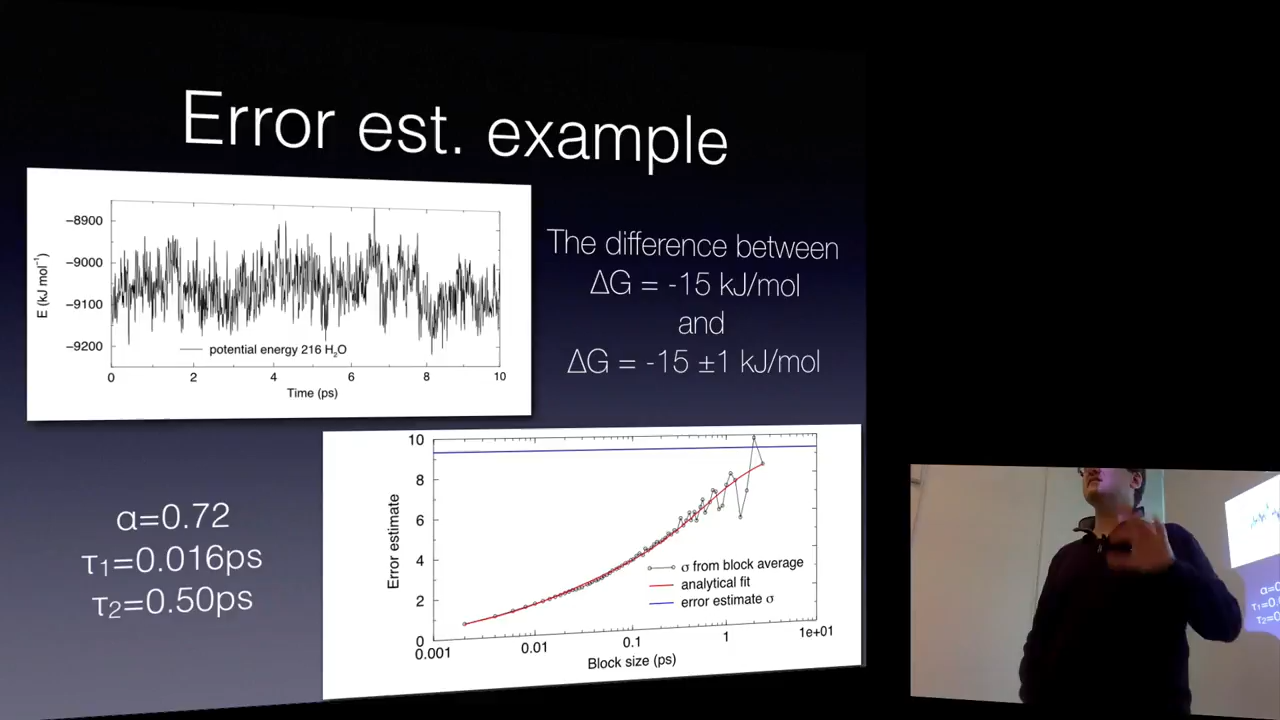 Error est. example
−8900
−9000
−9100
−9200
E (kJ mol⁻¹)
potential energy 216 H₂O
0 2 4 6 8 10
Time (ps)
The difference between
ΔG = -15 kJ/mol
and
ΔG = -15 ±1 kJ/mol
α=0.72
τ1=0.016ps
τ2=0.50ps
10
8
6
4
2
0
Error estimate
σ from block average
analytical fit
error estimate σ
0.001 0.01 0.1 1 1e+01
Block size (ps)